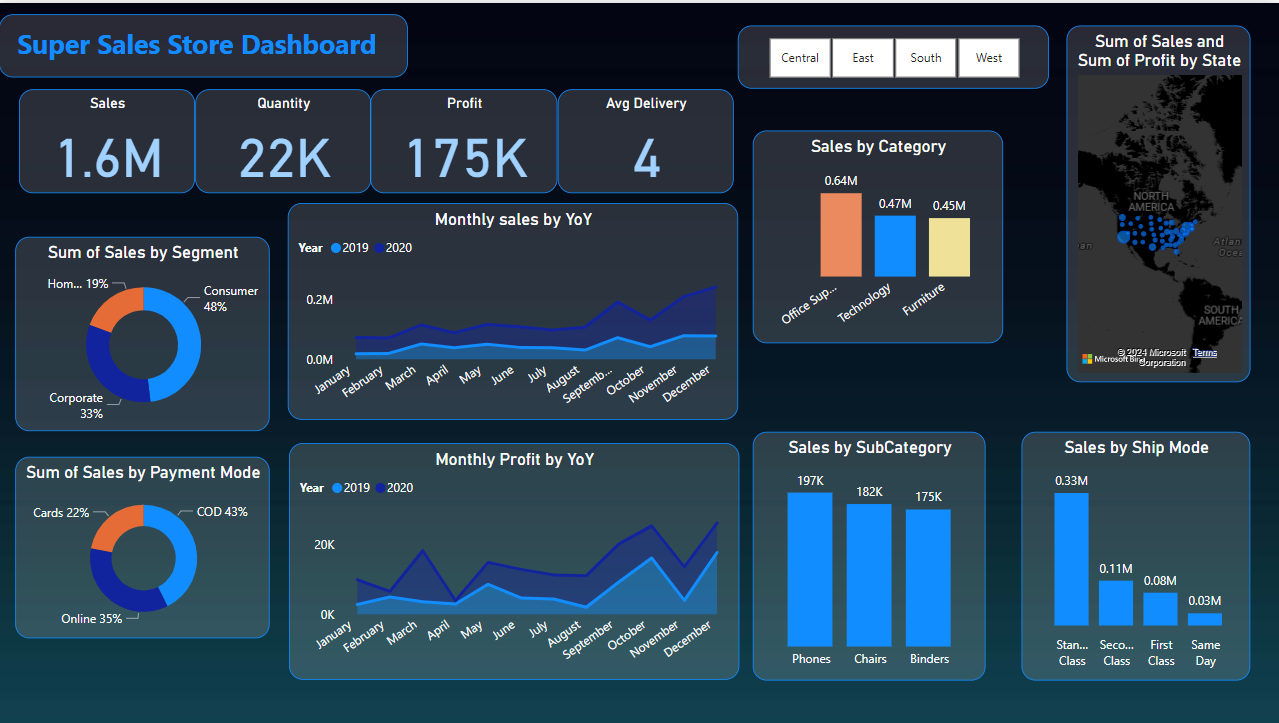 Super Sales Store Dashboard
Central East South West
Sum of Sales and
Sum of Profit by State
Sales
1.6M
Quantity
22K
Profit
175K
Avg Delivery
4
Sales by Category
0.64M
0.47M
0.45M
Office Sup...
Technology
Furniture
NORTH
AMERICA
Atlan
Ocea
ean
SOUTH
AMERICA
© 2024 Microsoft
Corporation
Terms
Microsoft Bing
Monthly sales by YoY
Year 2019 2020
0.2M
0.0M
January
February
March
April
May
June
July
August
Septemb...
October
November
December
Sum of Sales by Segment
Hom... 19%
Consumer
48%
Corporate
33%
Sum of Sales by Payment Mode
Cards 22%
COD 43%
Online 35%
Monthly Profit by YoY
Year 2019 2020
20K
0K
January
February
March
April
May
June
July
August
September
October
November
December
Sales by SubCategory
197K
182K
175K
Phones Chairs Binders
Sales by Ship Mode
0.33M
0.11M
0.08M
0.03M
Stan...
Class
Seco...
Class
First
Class
Same
Day